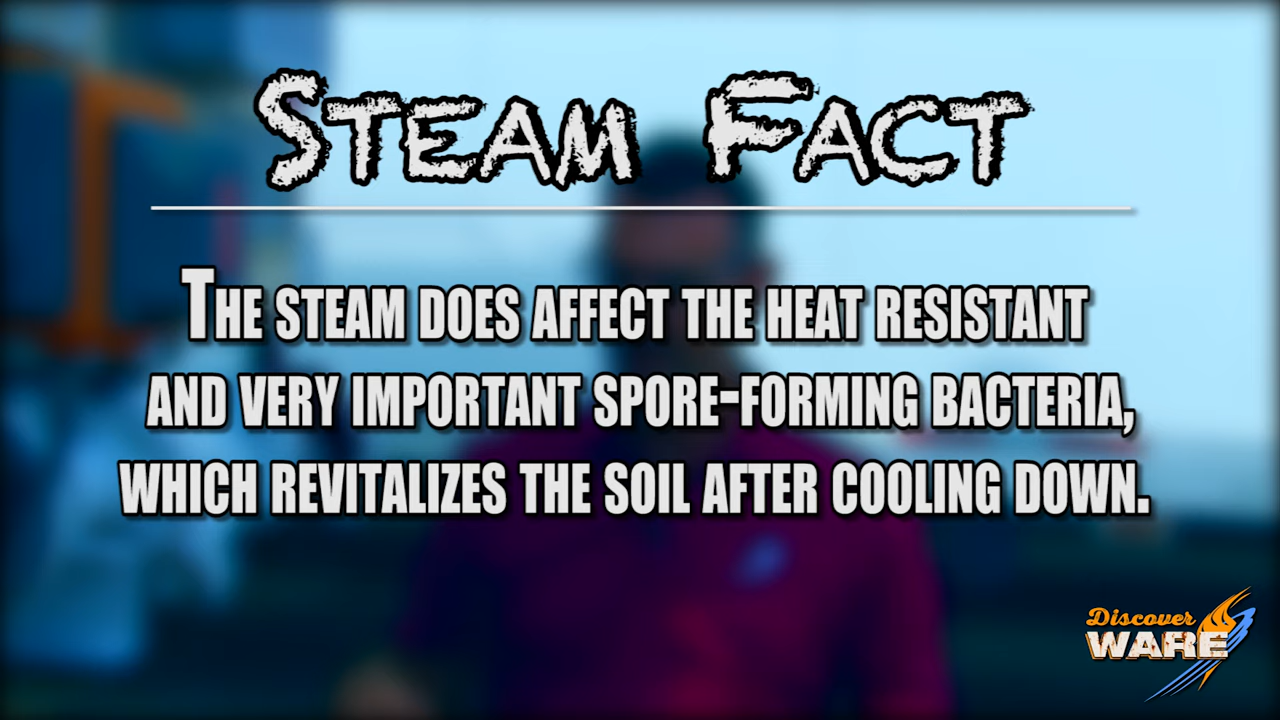 Steam Fact
The steam does affect the heat resistant
and very important spore-forming bacteria,
which revitalizes the soil after cooling down.
Discover
WARE